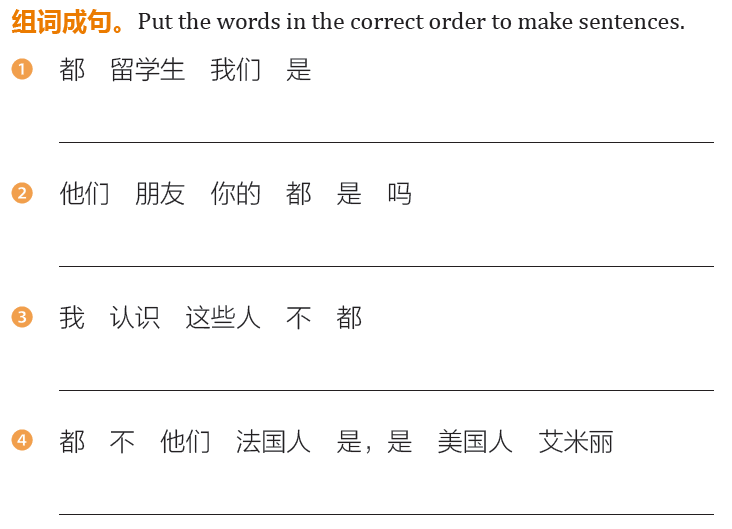 组词成句。Put the words in the correct order to make sentences.
1 都 留学生 我们 是
2 他们 朋友 你的 都 是 吗
3 我 认识 这些人 不 都
4 都 不 他们 法国人 是，是 美国人 艾米丽